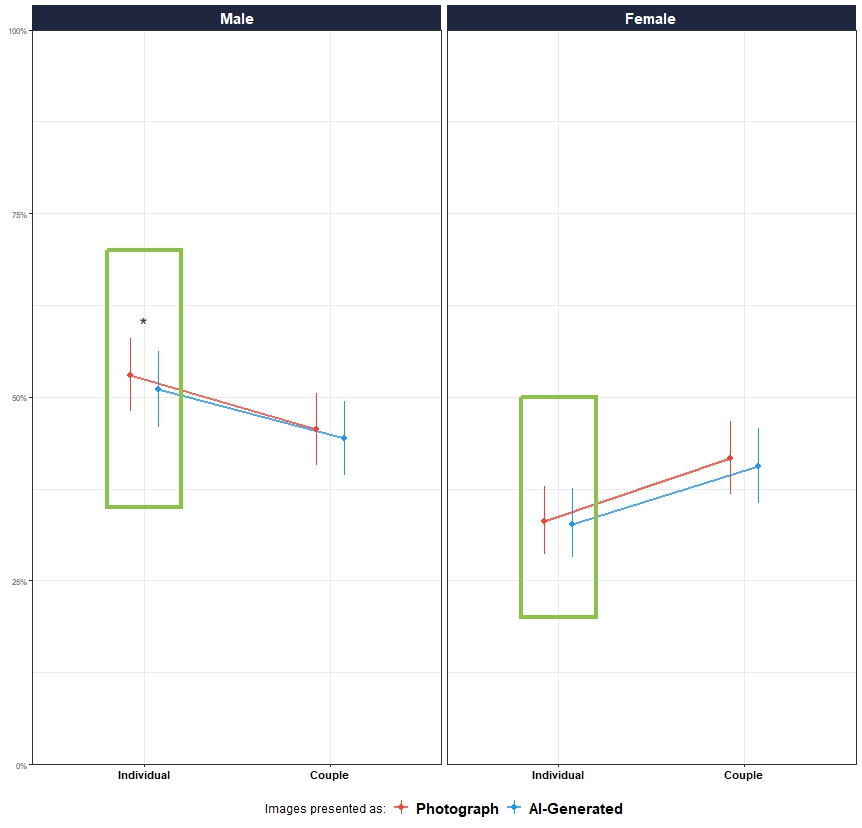 Male
Female
100%
75%
*
50%
25%
0%
Individual
Couple
Individual
Couple
Images presented as: Photograph AI-Generated